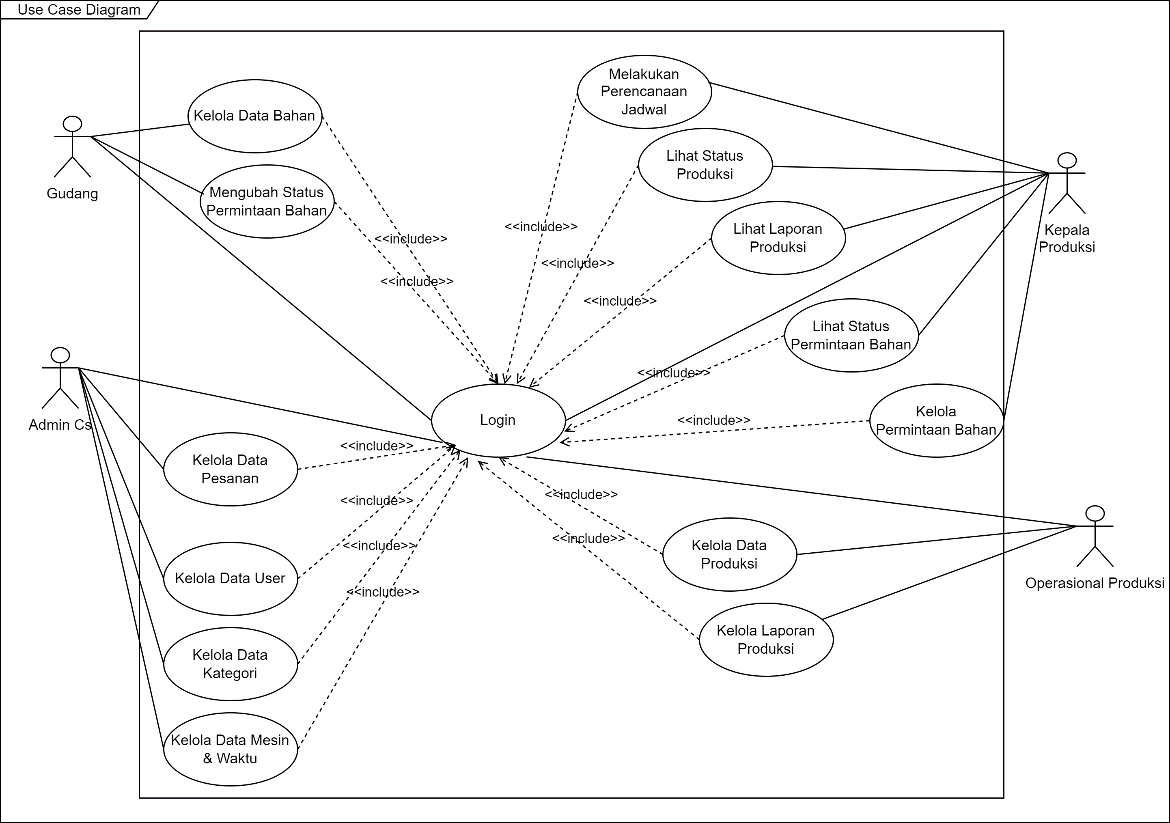 Use Case Diagram
Melakukan
Perencanaan
Jadwal
Kelola Data Bahan
Lihat Status
Produksi
Gudang
Mengubah Status
Permintaan Bahan
Lihat Laporan
Produksi
Kepala
Produksi
<<include>>
<<include>>
<<include>>
<<include>>
<<include>>
Lihat Status
Permintaan Bahan
<<include>>
Admin Cs
Login
<<include>>
Kelola
Permintaan Bahan
<<include>>
Kelola Data
Pesanan
<<include>>
<<include>>
<<include>>
<<include>>
Kelola Data
Produksi
Kelola Data User
Operasional Produksi
<<include>>
Kelola Laporan
Produksi
Kelola Data
Kategori
Kelola Data Mesin
& Waktu